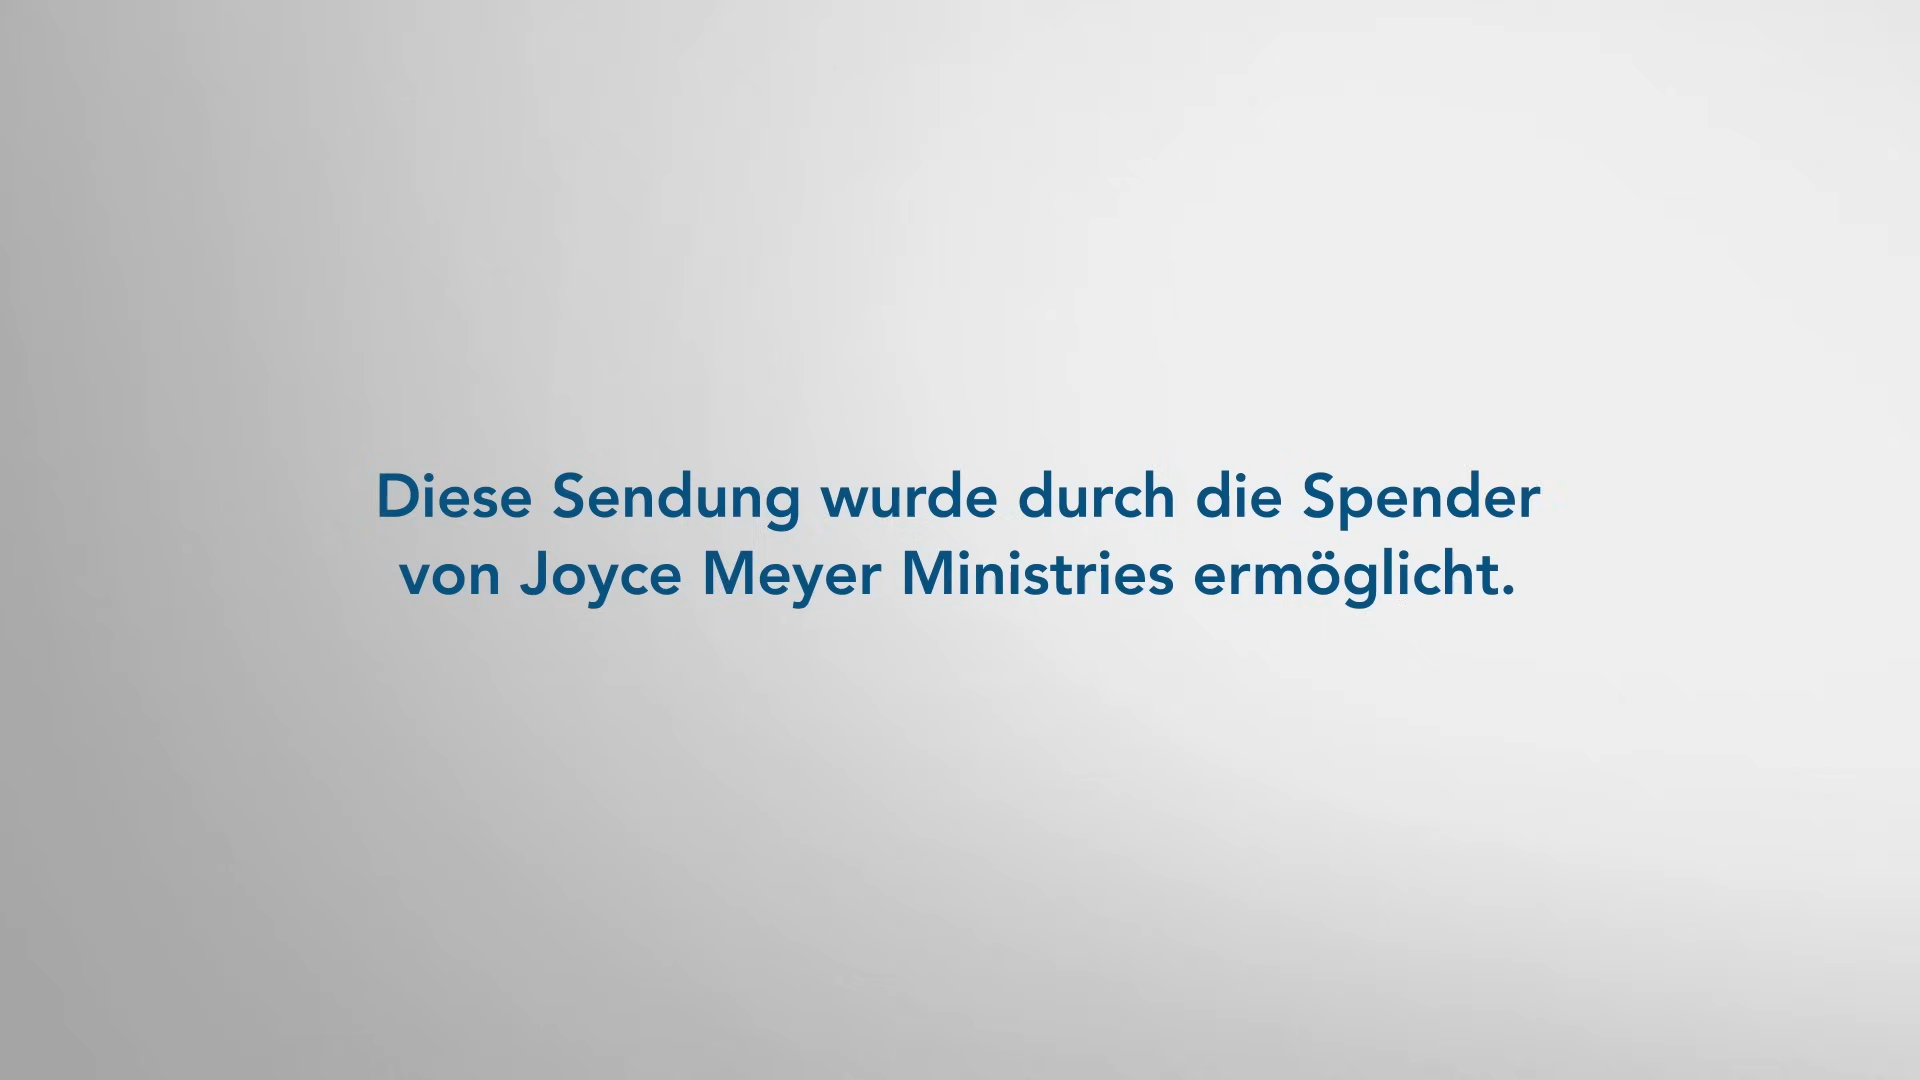 Diese Sendung wurde durch die Spender
von Joyce Meyer Ministries ermöglicht.